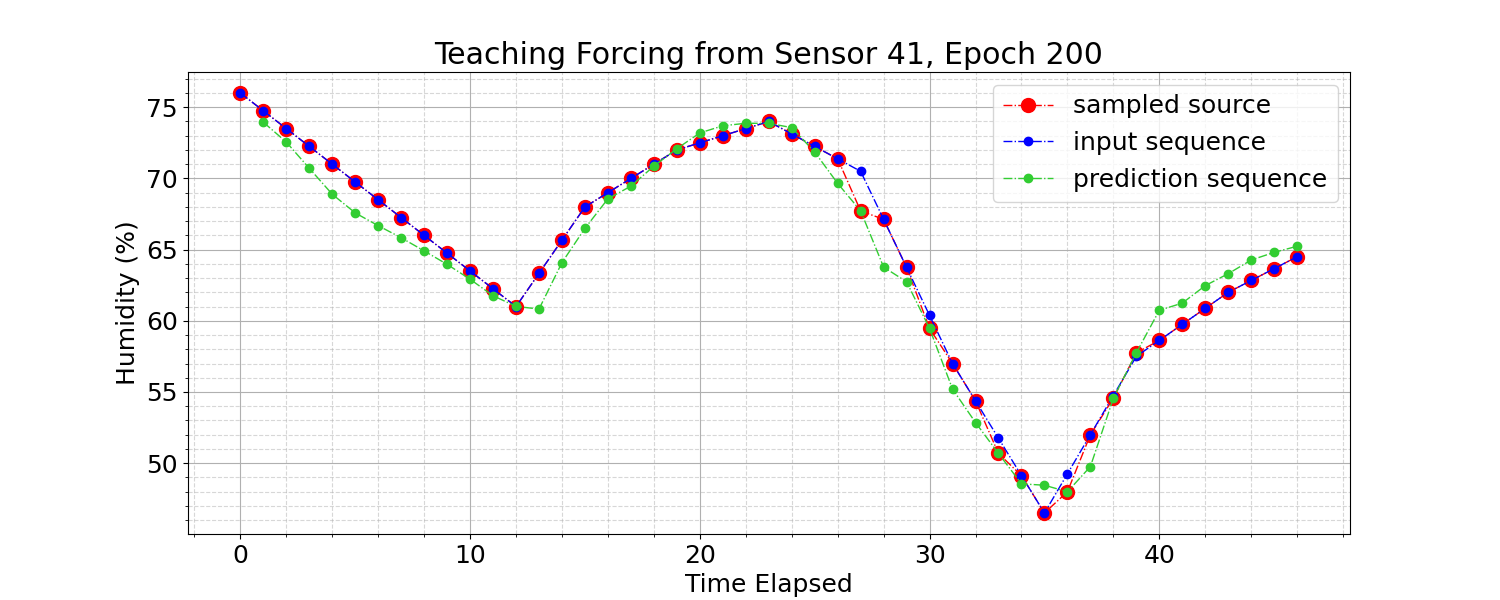 Teaching Forcing from Sensor 41, Epoch 200
75
70
65
60
55
50
Humidity (%)
sampled source
input sequence
prediction sequence
0 10 20 30 40
Time Elapsed